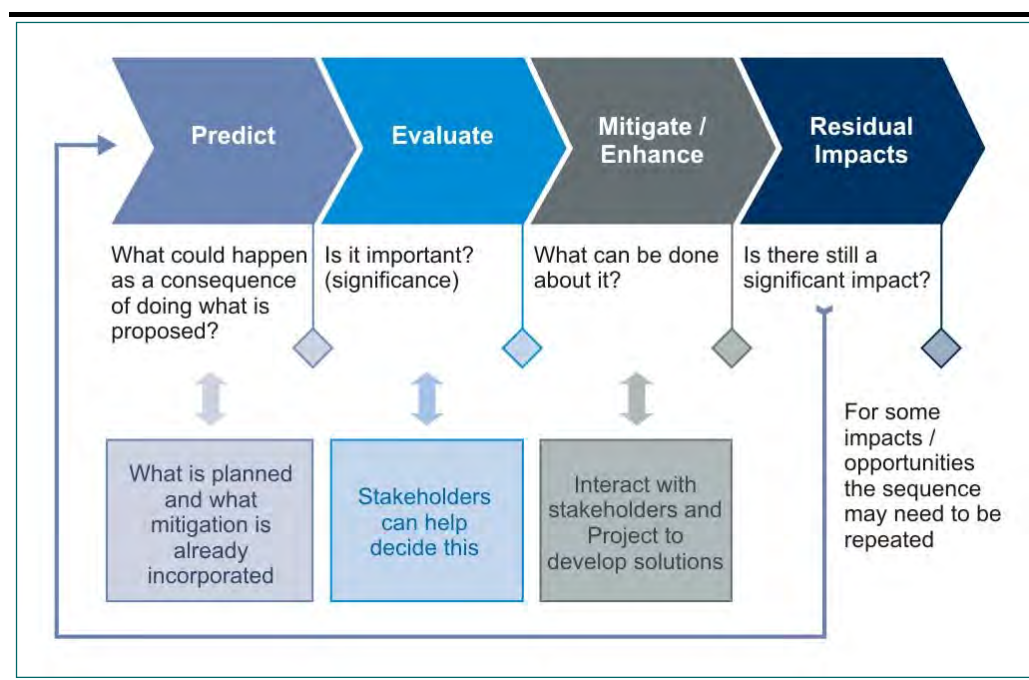 Predict
Evaluate
Mitigate /
Enhance
Residual
Impacts
What could happen
as a consequence
of doing what is
proposed?
Is it important?
(significance)
What can be done
about it?
Is there still a
significant impact?
What is planned
and what
mitigation is
already
incorporated
Stakeholders
can help
decide this
Interact with
stakeholders and
Project to
develop solutions
For some
impacts /
opportunities
the sequence
may need to be
repeated